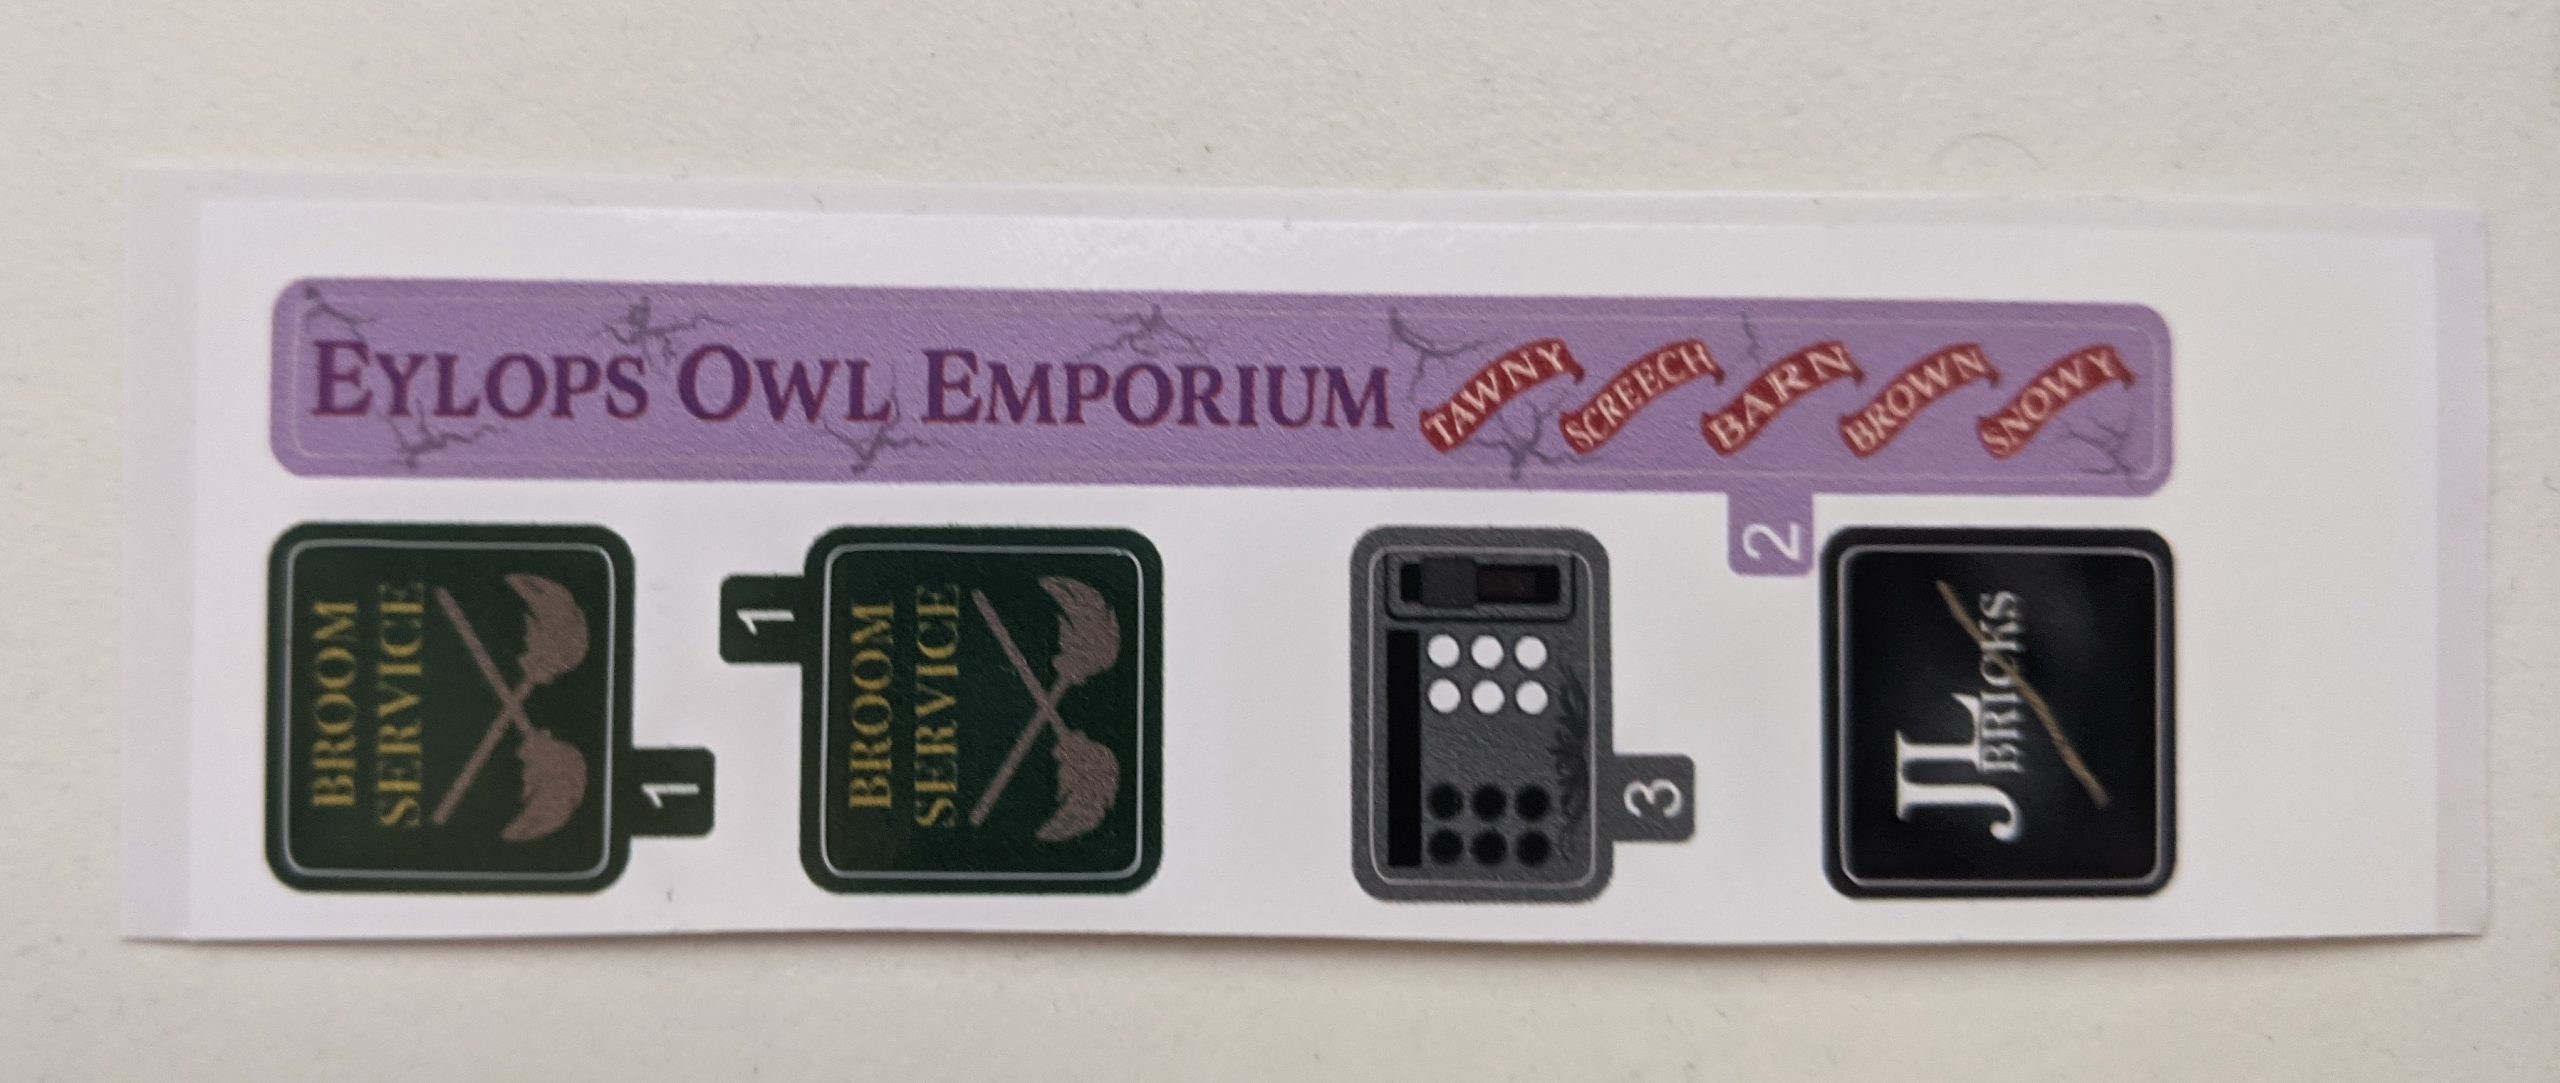 EYLOPS OWL EMPORIUM
TAWNY
SCREECH
BARN
BROWN
SNOWY
2
BROOM
SERVICE
1
1
BROOM
SERVICE
3
JL
BRICKS